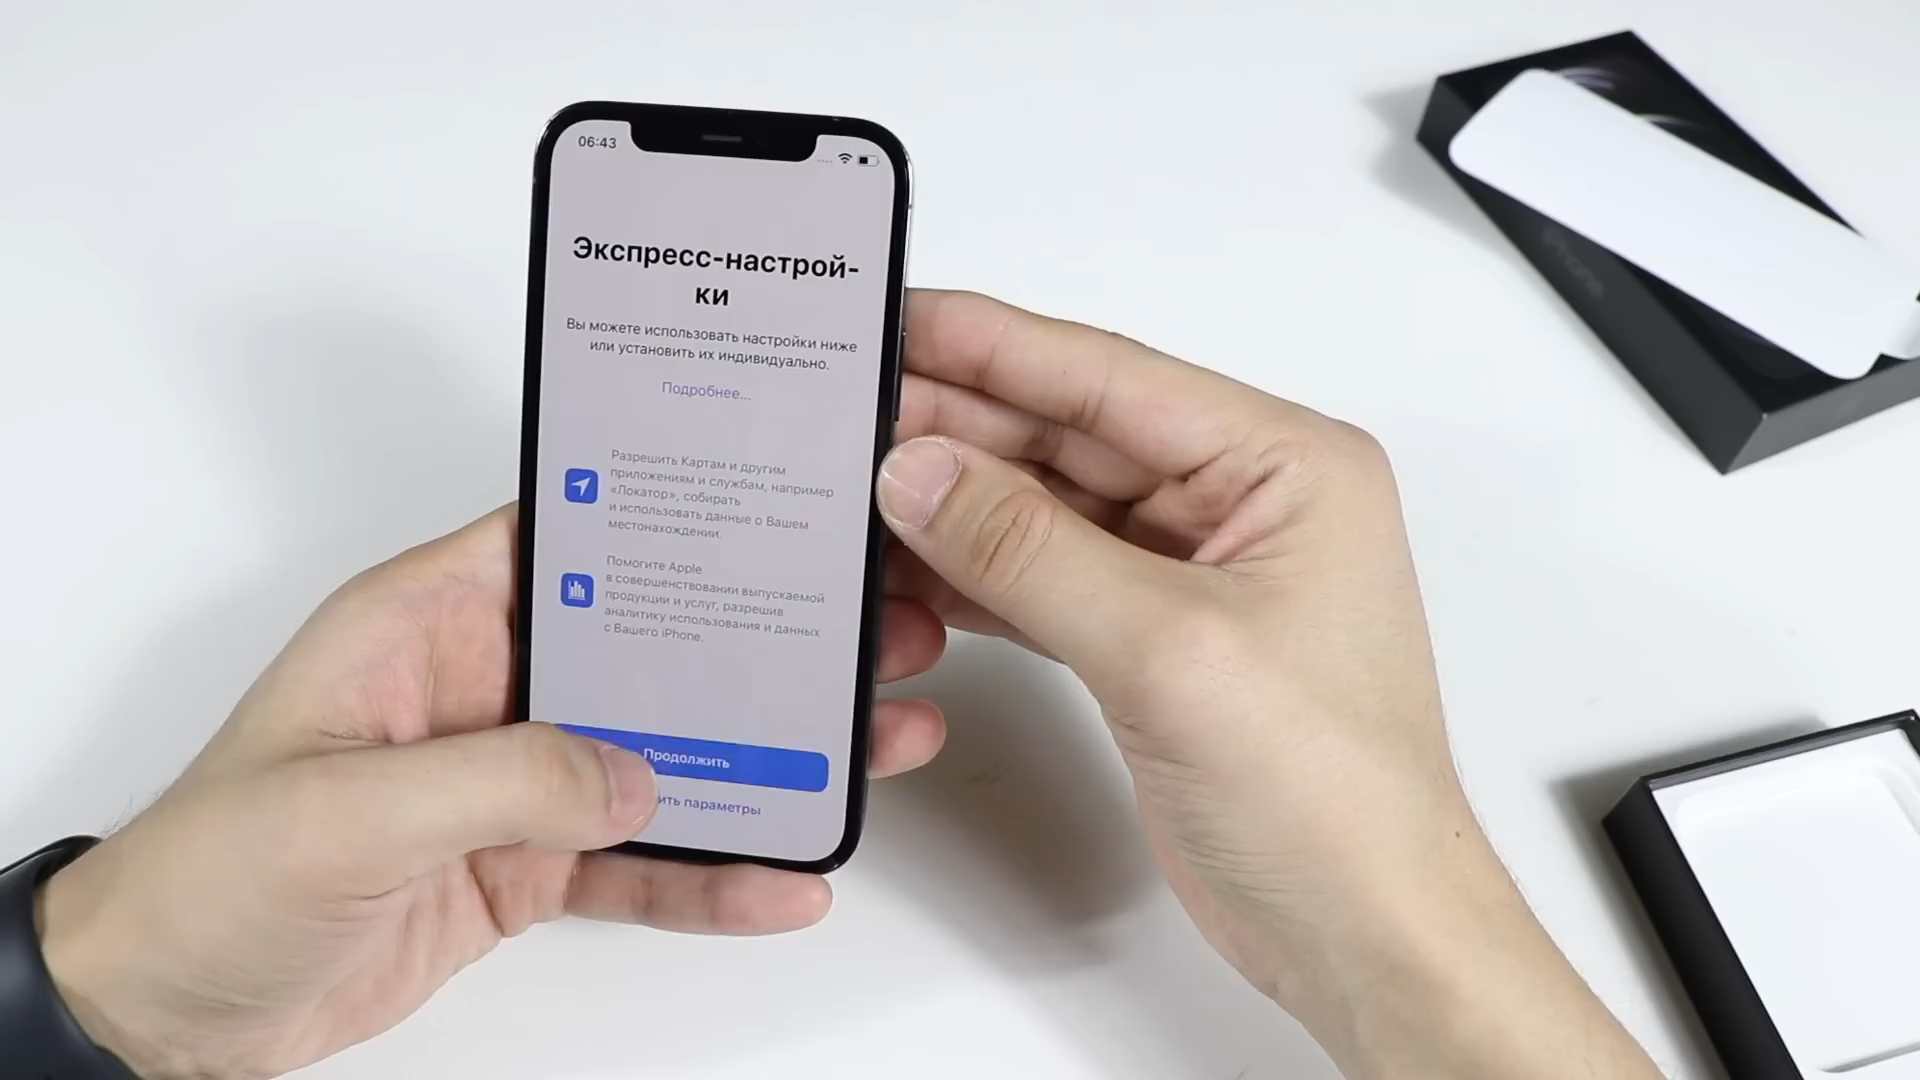 06:43
Экспресс-настрой-
ки
Вы можете использовать настройки ниже
или установить их индивидуально.
Подробнее...
Разрешить Картам и другим
приложениям и службам, например
«Локатор», собирать
и использовать данные о Вашем
местонахождении.
Помогите Apple
в совершенствовании выпускаемой
продукции и услуг, разрешив
аналитику использования и данных
с Вашего iPhone.
Продолжить
ить параметры
iPhone